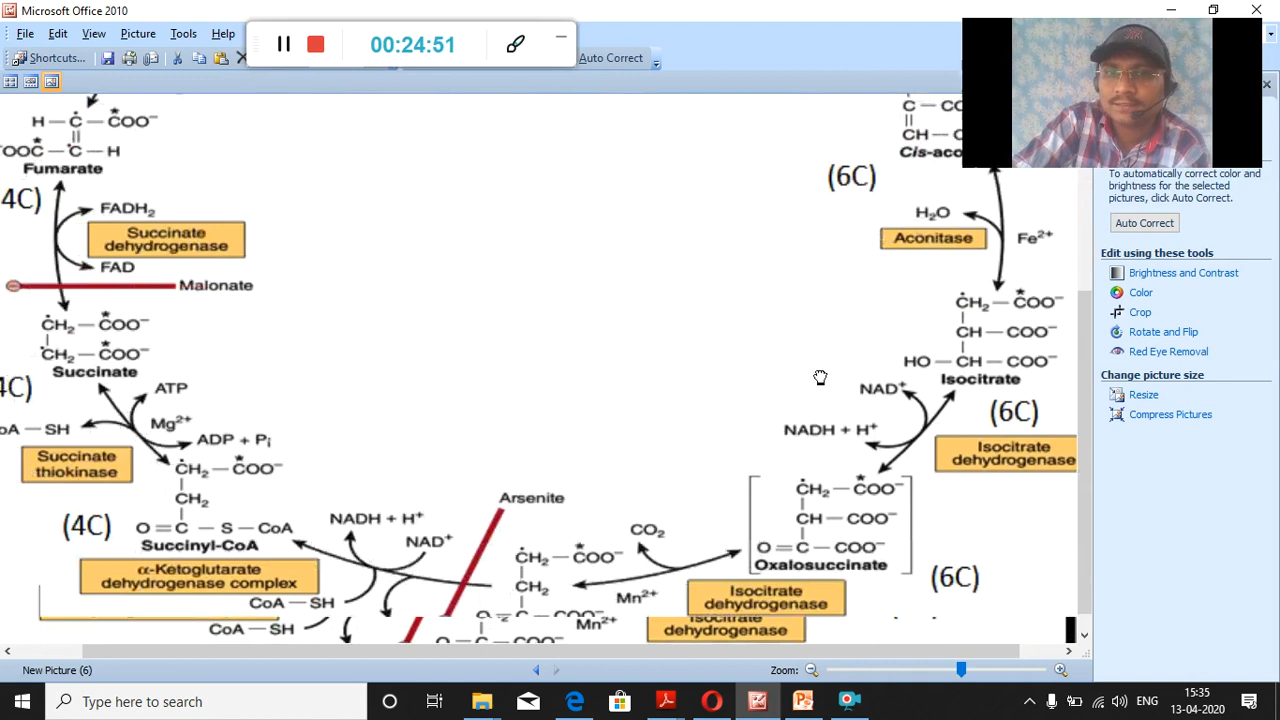 Microsoft Office 2010
File Edit View Picture Tools Help
00:24:51
Shortcuts...
Auto Correct
H — C — COO⁻
C — H
Fumarate
4C)
FADH₂
Succinate
dehydrogenase
FAD
Malonate
CH₂ — COO⁻
CH₂ — COO⁻
Succinate
4C)
ATP
Mg²⁺
oA — SH
ADP + Pᵢ
Succinate
thiokinase
CH₂ — COO⁻
CH₂
O = C — S — CoA
(4C)
Succinyl-CoA
α-Ketoglutarate
dehydrogenase complex
NADH + H⁺
NAD⁺
CoA — SH
CoA — SH
Arsenite
CH₂ — COO⁻
CH₂
CO₂
Mn²⁺
Mn²⁺
Isocitrate
dehydrogenase
Isocitrate
dehydrogenase
CH₂ — COO⁻
CH — COO⁻
O = C — COO⁻
Oxalosuccinate
(6C)
NAD⁺
NADH + H⁺
Isocitrate
dehydrogenase
(6C)
CH₂ — COO⁻
CH — COO⁻
HO — CH — COO⁻
Isocitrate
H₂O
Aconitase
Fe²⁺
(6C)
C — CO
CH — CO
Cis-aco
To automatically correct color and
brightness for the selected
pictures, click Auto Correct.
Auto Correct
Edit using these tools
Brightness and Contrast
Color
Crop
Rotate and Flip
Red Eye Removal
Change picture size
Resize
Compress Pictures
New Picture (6)
Zoom:
Type here to search
ENG
15:35
13-04-2020